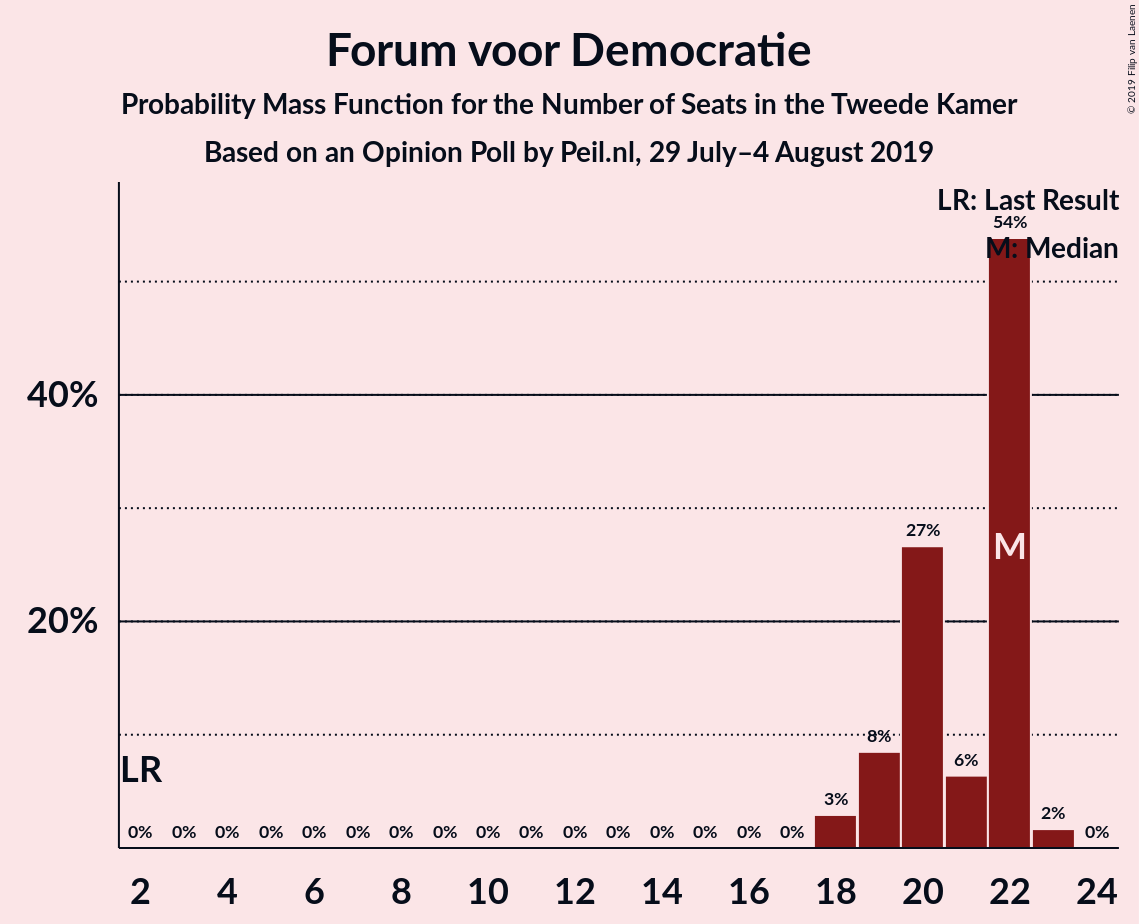 Forum voor Democratie
Probability Mass Function for the Number of Seats in the Tweede Kamer
Based on an Opinion Poll by Peil.nl, 29 July–4 August 2019
© 2019 Filip van Laenen
LR: Last Result
M: Median
54%
40%
27%
M
20%
8%
6%
LR
3%
2%
0% 0% 0% 0% 0% 0% 0% 0% 0% 0% 0% 0% 0% 0% 0% 0% 0%
2 4 6 8 10 12 14 16 18 20 22 24